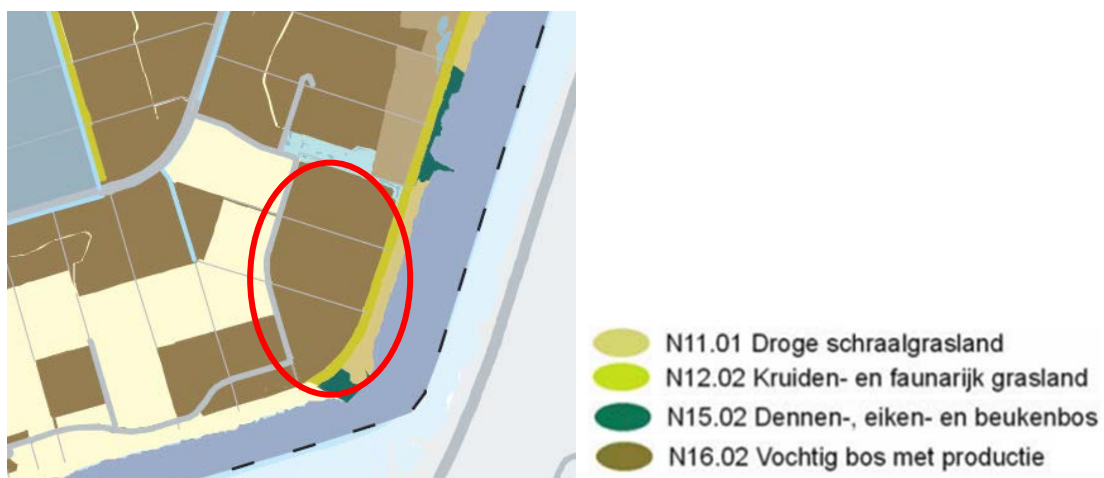 N11.01 Droge schraalgrasland
N12.02 Kruiden- en faunarijk grasland
N15.02 Dennen-, eiken- en beukenbos
N16.02 Vochtig bos met productie